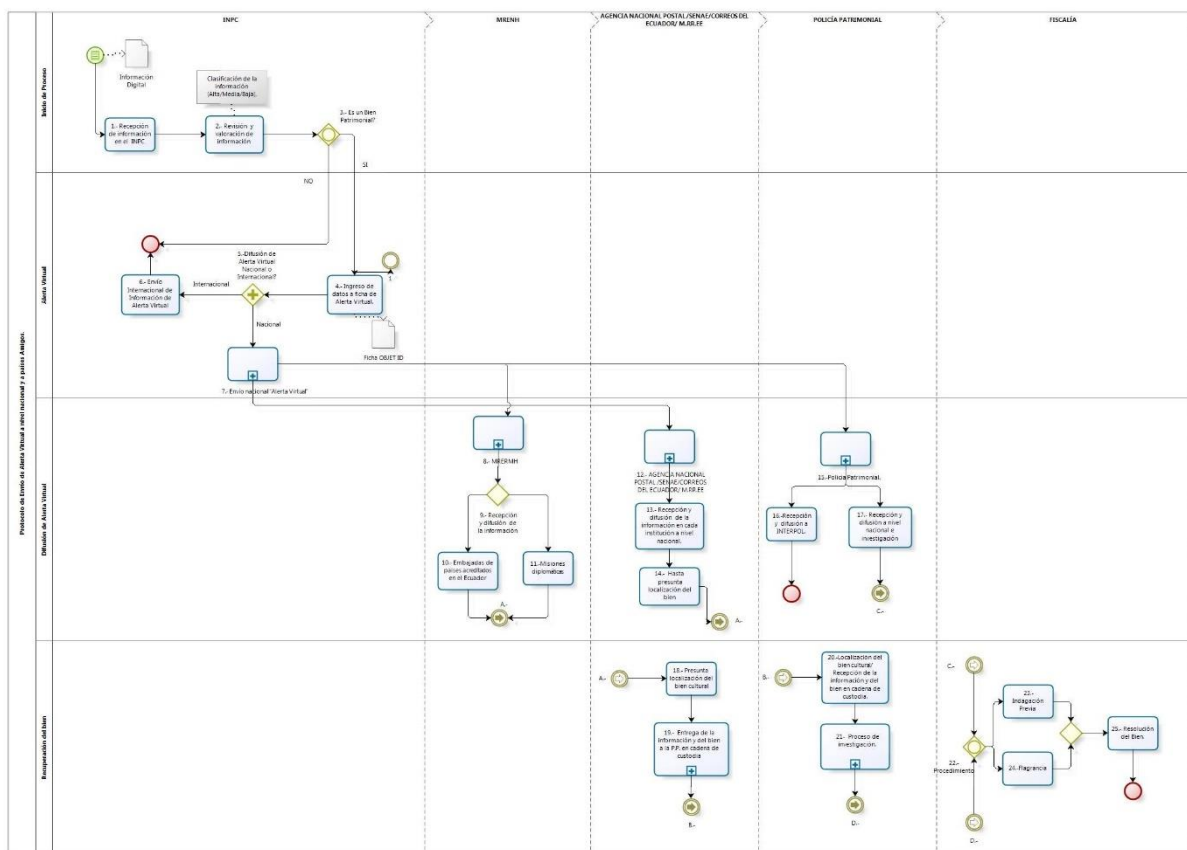 Protocolo de Envío de Alerta Virtual a nivel nacional y a países Amigos.
INPC
MRENH
AGENCIA NACIONAL POSTAL/SENAE/CORREOS DEL
ECUADOR/ M.RR.EE
POLICÍA PATRIMONIAL
FISCALÍA
Inicio de Proceso
Información
Digital
Clasificación de la
información
(Alta/Media/Baja).
1.- Recepción
de información
en el INPC
2.- Revisión y
valoración de
información
3.- Es un Bien
Patrimonial?
SI
NO
Alerta Virtual
5.-Difusión de
Alerta Virtual
Nacional o
Internacional?
6.- Envío
Internacional de
Información de
Alerta Virtual
Internacional
4.- Ingreso de
datos a ficha de
Alerta Virtual.
1
Nacional
Ficha OBJET ID
7.- Envío nacional "Alerta Virtual"
Difusión de Alerta Virtual
8.- MRERMH
9.- Recepción
y difusión de
la información
10.- Embajadas de
países acreditados
en el Ecuador
11.-Misiones
diplomáticas
A.-
12.- AGENCIA NACIONAL
POSTAL /SENAE/CORREOS
DEL ECUADOR/ M.RR.EE
13.- Recepción y
difusión de la
información en cada
institución a nivel
nacional.
14.- Hasta
presunta
localización del
bien
A.-
15.-Policía Patrimonial.
16.-Recepción
y difusión a
INTERPOL.
17.- Recepción y
difusión a nivel
nacional e
investigación
C.-
Recuperación del bien
A.-
18.- Presunta
localización del
bien cultural
19.- Entrega de la
información y del bien
a la P.P. en cadena de
custodia
B.-
B.-
20.-Localización del
bien cultural/
Recepción de la
información y del
bien en cadena de
custodia.
21.- Proceso de
investigación.
D.-
C.-
22.-
Procedimiento
D.-
23.-
Indagación
Previa
24.-Flagrancia
25.- Resolución
del Bien.